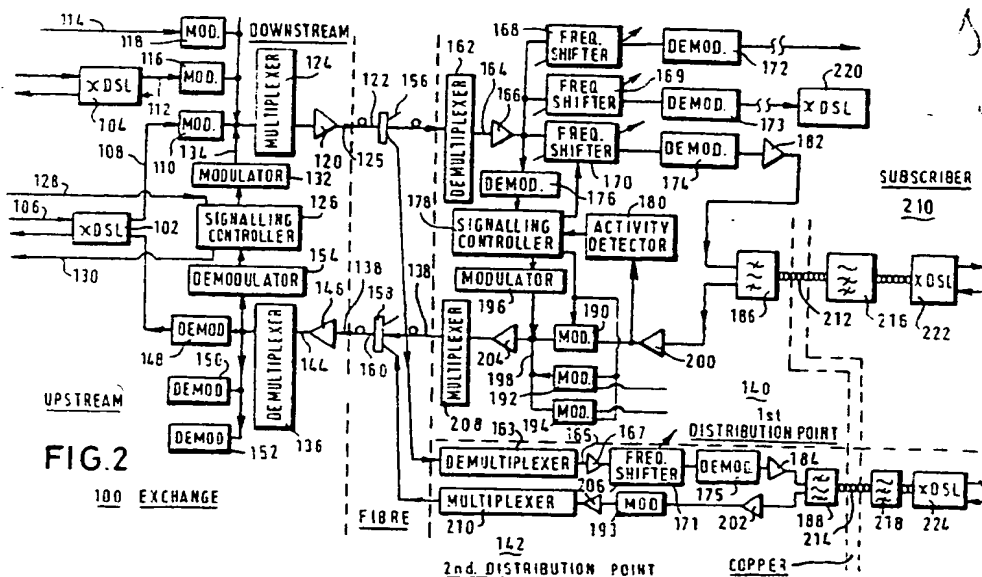 114
MOD.
118
DOWNSTREAM
124
162
168
FREQ.
SHIFTER
DEMOD.
172
116
MOD.
xDSL
104
112
MULTIPLEXER
122
156
164
166
169
FREQ
SHIFTER
DEMOD.
173
220
xDSL
108
MOD.
110
134
120
125
DEMULTIPLEXER
FREQ.
SHIFTER
170
DEMOD.
174
182
MODULATOR
132
DEMOD.
176
128
106
xDSL
102
130
SIGNALLING
CONTROLLER
126
178
SIGNALLING
CONTROLLER
180
ACTIVITY
DETECTOR
SUBSCRIBER
210
DEMODULATOR
154
138
158
138
MODULATOR
196
190
186
212
216
xDSL
222
DEMOD
148
146
144
160
204
198
MOD.
200
150
DEMOD
MOD.
192
MOD.
194
UPSTREAM
DEMOD
152
DEMULTIPLEXER
136
MULTIPLEXER
208
140
1st
DISTRIBUTION POINT
FIG.2
100 EXCHANGE
FIBRE
163
DEMULTIPLEXER
165
167
FREQ.
SHIFTER
171
DEMOD.
175
184
MULTIPLEXER
210
206
MOD
193
202
188
214
218
xDSL
224
142
2nd. DISTRIBUTION POINT
COPPER